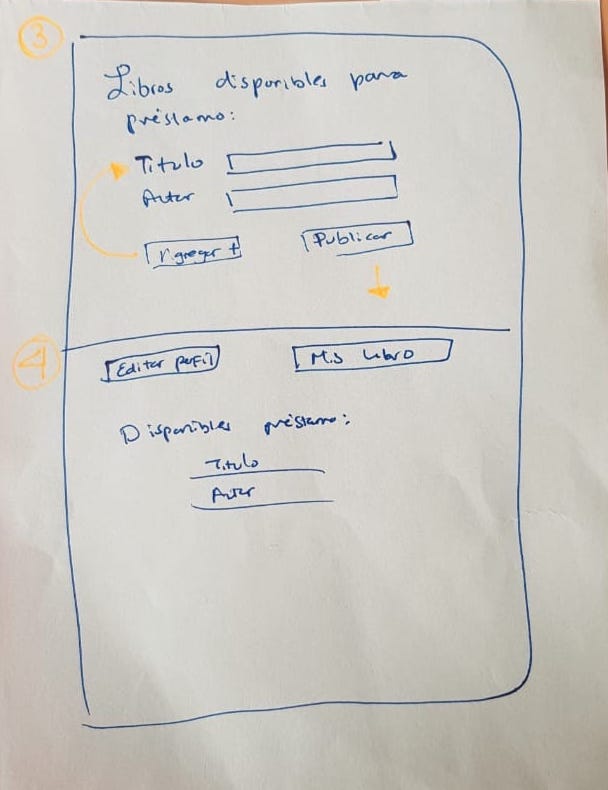 3
Libros disponibles para
préstamo:
Titulo
Autor
Agregar +
Publicar
4
Editar perfil
Mis Libro
Disponibles préstamo:
Titulo
Autor